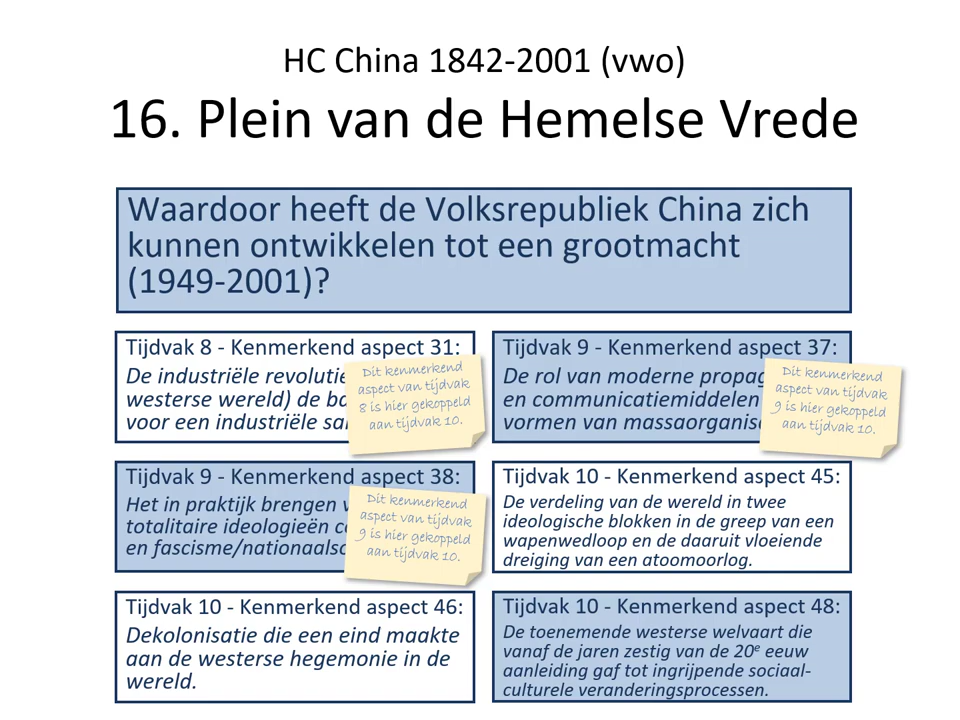 HC China 1842-2001 (vwo)
16. Plein van de Hemelse Vrede
Waardoor heeft de Volksrepubliek China zich
kunnen ontwikkelen tot een grootmacht
(1949-2001)?
Tijdvak 8 - Kenmerkend aspect 31:
De industriële revolutie
westerse wereld) de
voor een industriële
Dit kenmerkend
aspect van tijdvak
8 is hier gekoppeld
aan tijdvak 10.
Tijdvak 9 - Kenmerkend aspect 37:
De rol van moderne
en communicatiemiddelen
vormen van
Dit kenmerkend
aspect van tijdvak
9 is hier gekoppeld
aan tijdvak 10.
Tijdvak 9 - Kenmerkend aspect 38:
Het in praktijk brengen
totalitaire ideologieën
en
Dit kenmerkend
aspect van tijdvak
9 is hier gekoppeld
aan tijdvak 10.
Tijdvak 10 - Kenmerkend aspect 45:
De verdeling van de wereld in twee
ideologische blokken in de greep van een
wapenwedloop en de daaruit vloeiende
dreiging van een atoomoorlog.
Tijdvak 10 - Kenmerkend aspect 46:
Dekolonisatie die een eind maakte
aan de westerse hegemonie in de
wereld.
Tijdvak 10 - Kenmerkend aspect 48:
De toenemende westerse welvaart die
vanaf de jaren zestig van de 20e eeuw
aanleiding gaf tot ingrijpende sociaal-
culturele veranderingsprocessen.